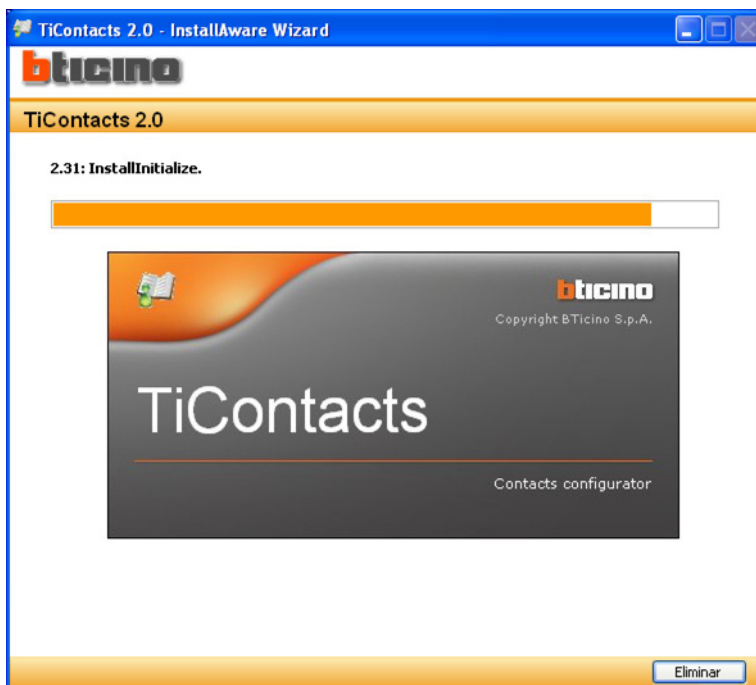 TiContacts 2.0 - InstallAware Wizard
bticino
TiContacts 2.0
2.31: InstallInitialize.
bticino
Copyright BTicino S.p.A.
TiContacts
Contacts configurator
Eliminar